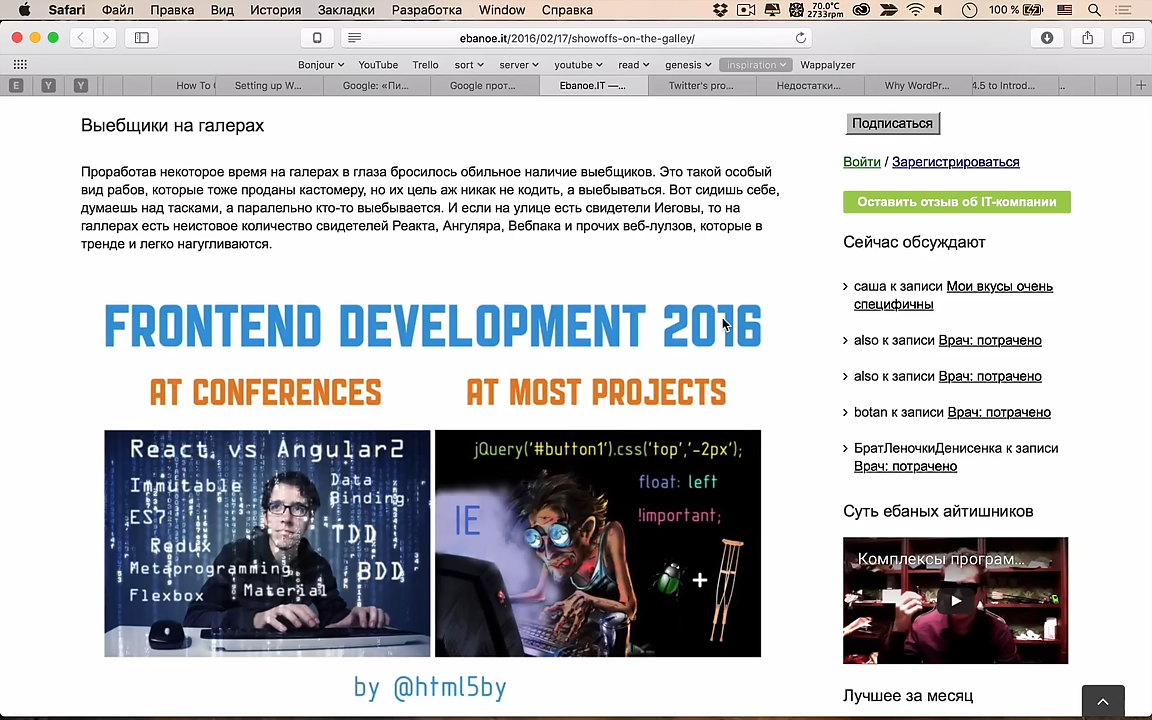 Safari Файл Правка Вид История Закладки Разработка Window Справка 70.0°C 2733rpm 100 %
ebanoe.it/2016/02/17/showoffs-on-the-galley/
Bonjour YouTube Trello sort server youtube read genesis inspiration Wappalyzer
E Y Y How To Setting up W... Google: «Пи... Google прот... Ebanoe.IT —... Twitter's pro... Недостатки... Why WordPr... 4.5 to Introd...
Выебщики на галерах
Проработав некоторое время на галерах в глаза бросилось обильное наличие выебщиков. Это такой особый
вид рабов, которые тоже проданы кастомеру, но их цель аж никак не кодить, а выебываться. Вот сидишь себе,
думаешь над тасками, а паралельно кто-то выебывается. И если на улице есть свидетели Иеговы, то на
галлерах есть неистовое количество свидетелей Реакта, Ангуляра, Вебпака и прочих веб-лулзов, которые в
тренде и легко нагугливаются.
FRONTEND DEVELOPMENT 2016
AT CONFERENCES AT MOST PROJECTS
React vs Angular2
Immutable
Data
Binding
ES7
TDD
Redux
Metaprogramming
BDD
Flexbox
Material
jQuery('#button1').css('top','-2px');
float: left
IE
!important;
+
by @html5by
Подписаться
Войти / Зарегистрироваться
Оставить отзыв об IT-компании
Сейчас обсуждают
саша к записи Мои вкусы очень
специфичны
also к записи Врач: потрачено
also к записи Врач: потрачено
botan к записи Врач: потрачено
БратЛеночкиДенисенка к записи
Врач: потрачено
Суть ебаных айтишников
Комплексы програм...
Лучшее за месяц